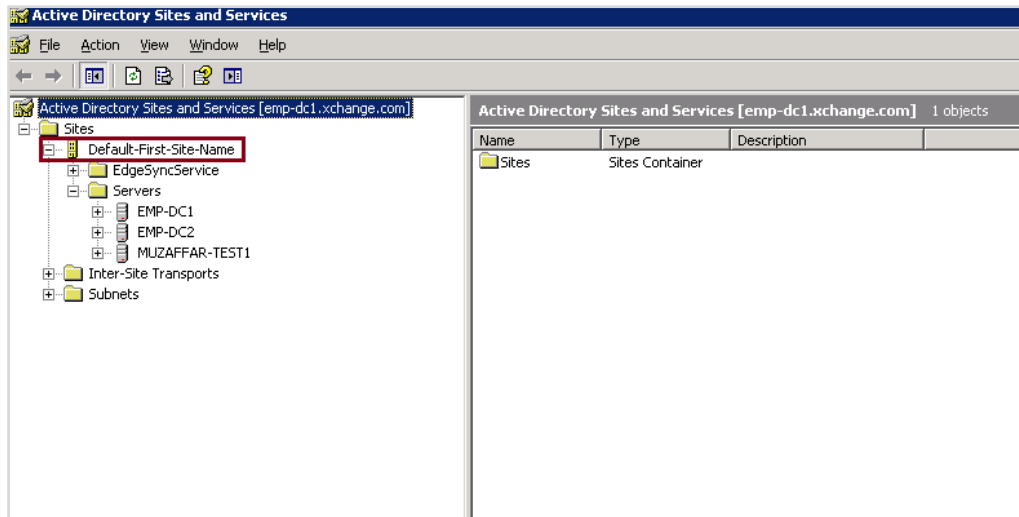 Active Directory Sites and Services
File Action View Window Help
Active Directory Sites and Services [emp-dc1.xchange.com]
Sites
Default-First-Site-Name
EdgeSyncService
Servers
EMP-DC1
EMP-DC2
MUZAFFAR-TEST1
Inter-Site Transports
Subnets
Active Directory Sites and Services [emp-dc1.xchange.com] 1 objects
Name Type Description
Sites Sites Container